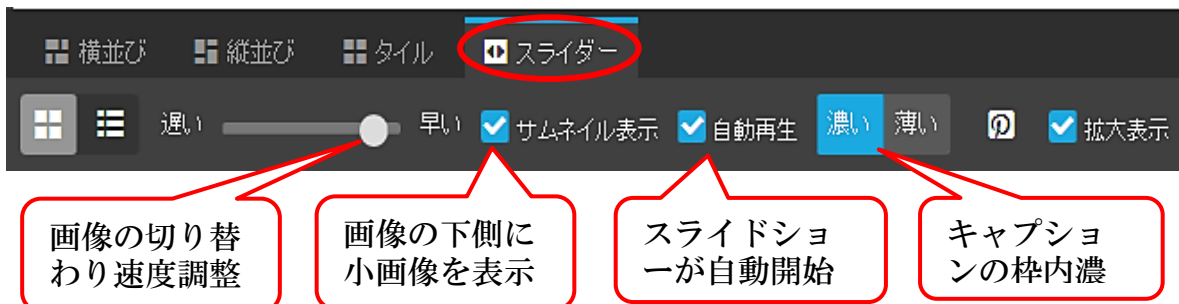 横並び 縦並び タイル スライダー
遅い 早い サムネイル表示 自動再生 濃い 薄い 拡大表示
画像の切り替
わり速度調整
画像の下側に
小画像を表示
スライドショ
ーが自動開始
キャプショ
ンの枠内濃